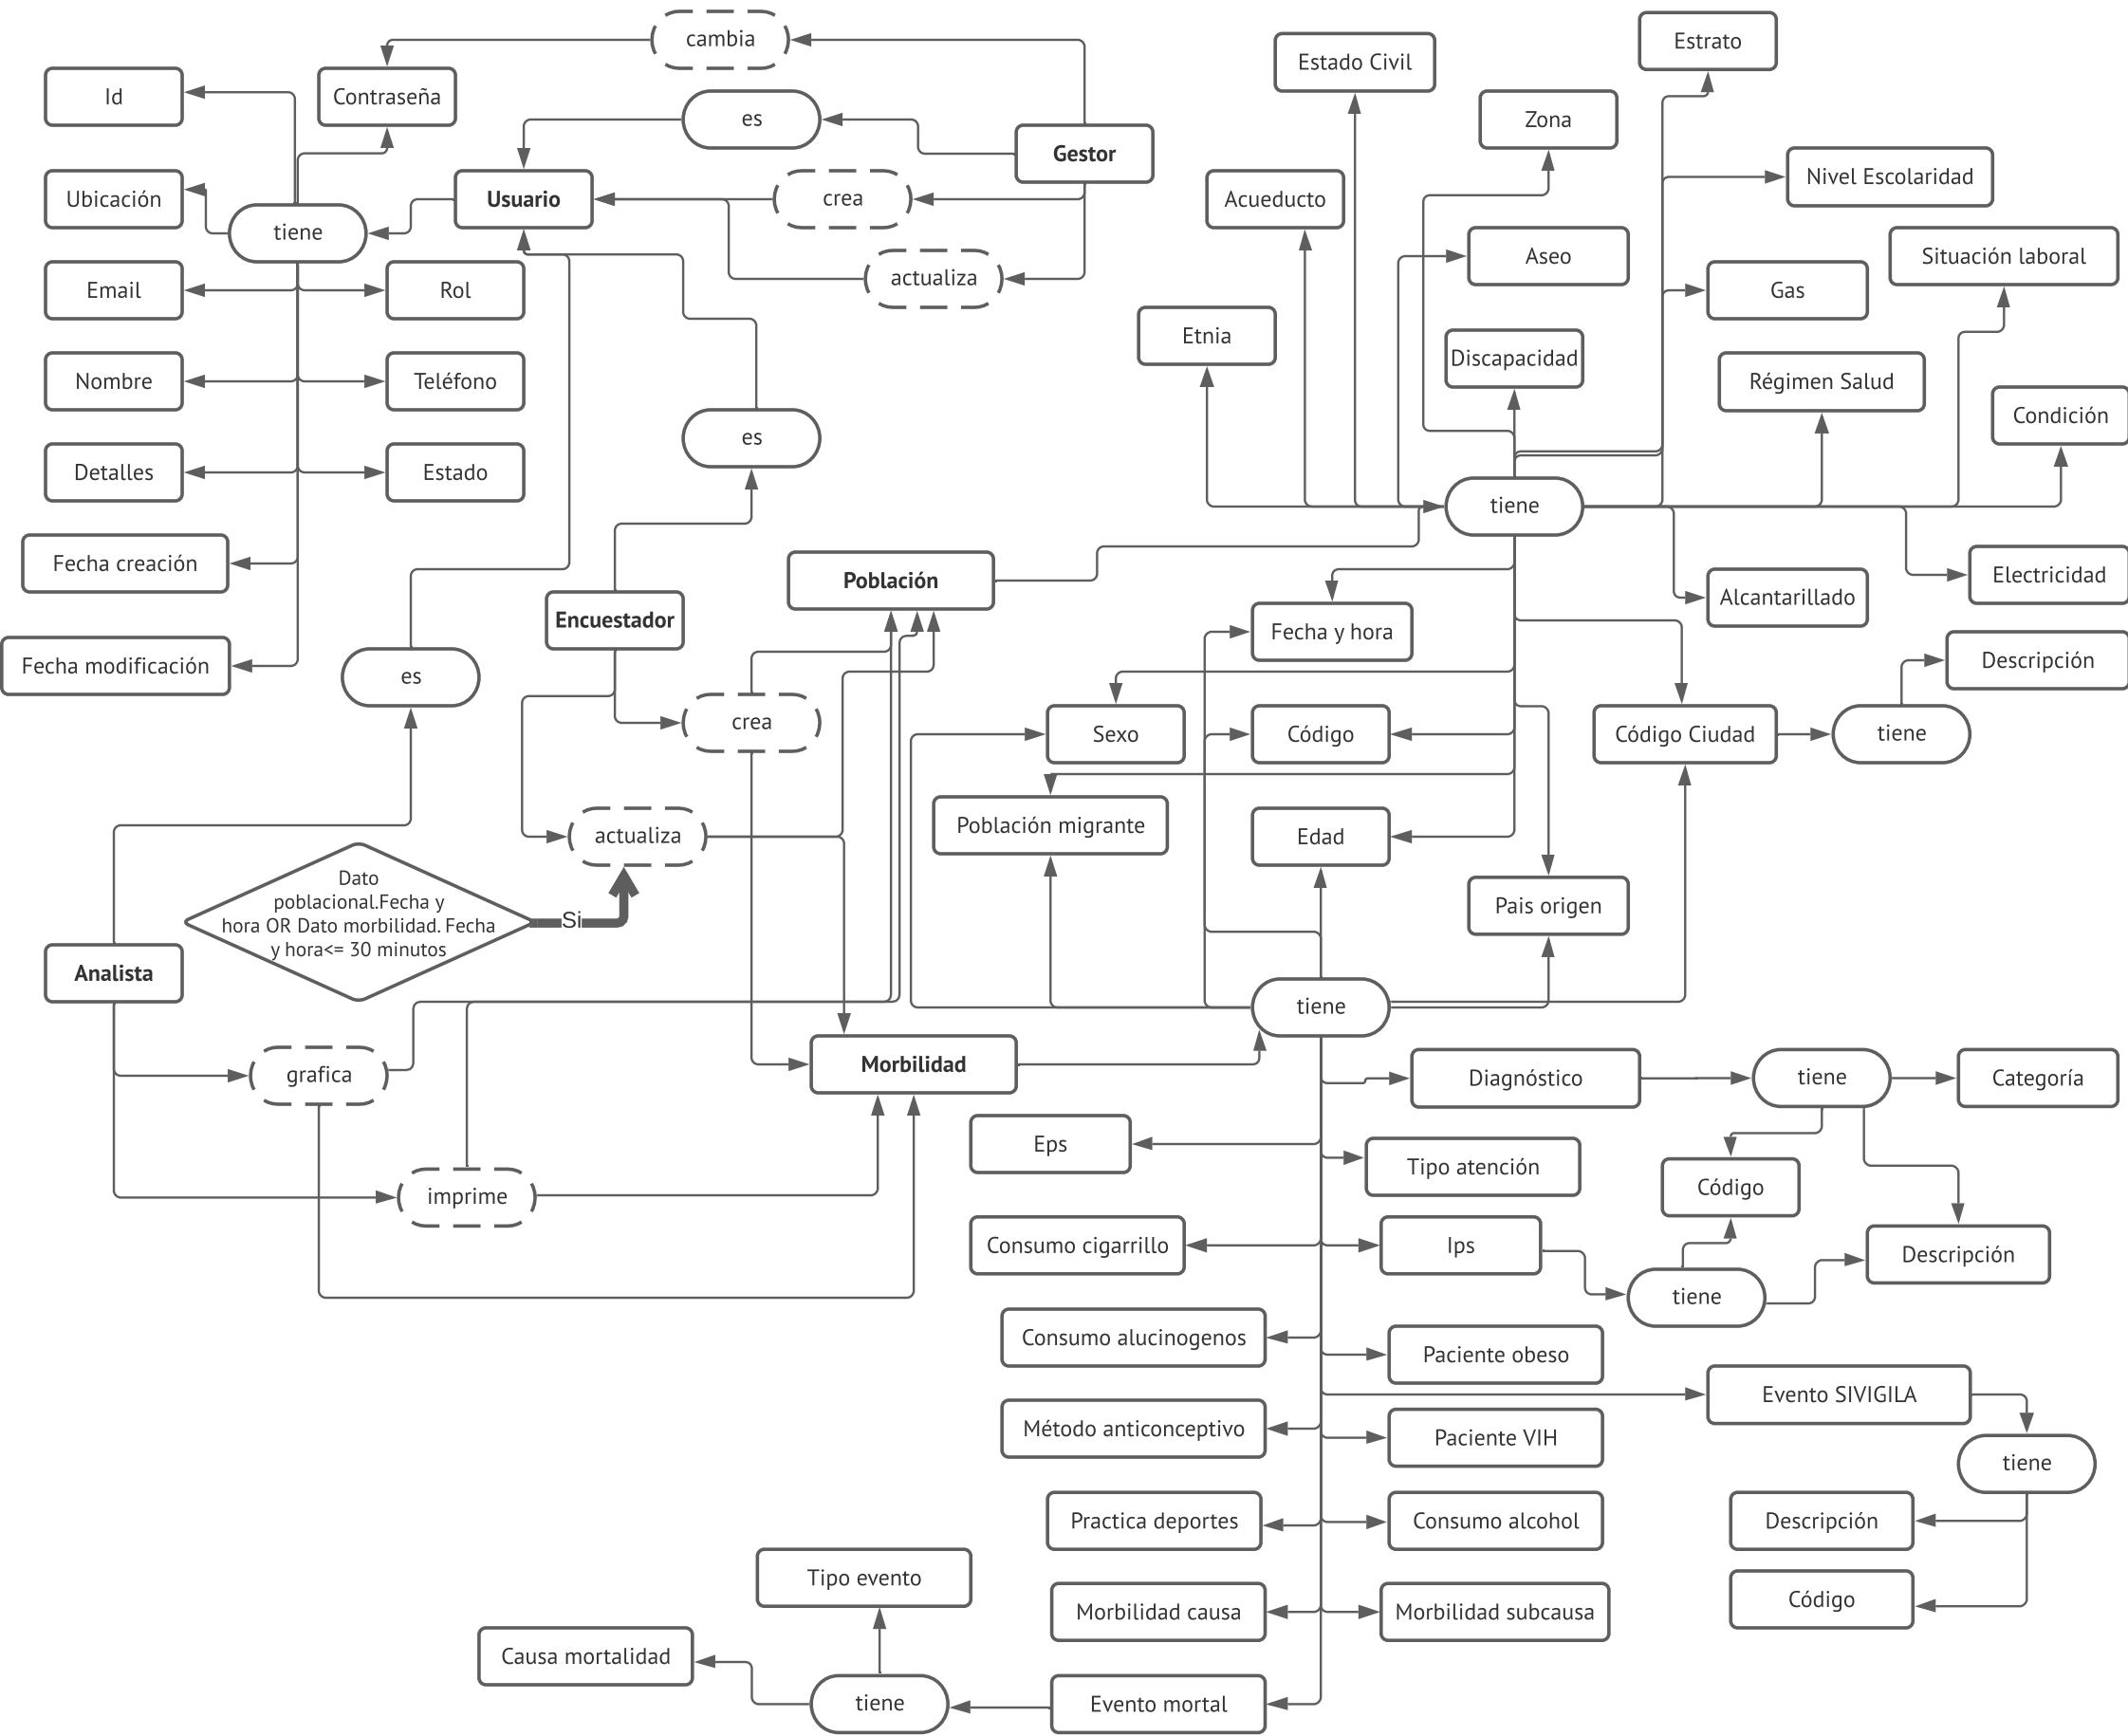 cambia
Estrato
Estado Civil
Id
Contraseña
es
Zona
Gestor
Nivel Escolaridad
Ubicación
Usuario
crea
Acueducto
tiene
Aseo
Situación laboral
actualiza
Email
Rol
Gas
Etnia
Discapacidad
Nombre
Teléfono
Régimen Salud
Condición
es
Detalles
Estado
tiene
Fecha creación
Población
Electricidad
Alcantarillado
Encuestador
Fecha y hora
Fecha modificación
es
Descripción
crea
Sexo
Código
Código Ciudad
tiene
actualiza
Población migrante
Edad
Dato
poblacional.Fecha y
hora OR Dato morbilidad. Fecha
y hora<= 30 minutos
Si
Pais origen
Analista
tiene
grafica
Morbilidad
Diagnóstico
tiene
Categoría
Eps
Tipo atención
Código
imprime
Consumo cigarrillo
Ips
Descripción
tiene
Consumo alucinogenos
Paciente obeso
Evento SIVIGILA
Método anticonceptivo
Paciente VIH
tiene
Practica deportes
Consumo alcohol
Descripción
Tipo evento
Código
Morbilidad causa
Morbilidad subcausa
Causa mortalidad
tiene
Evento mortal